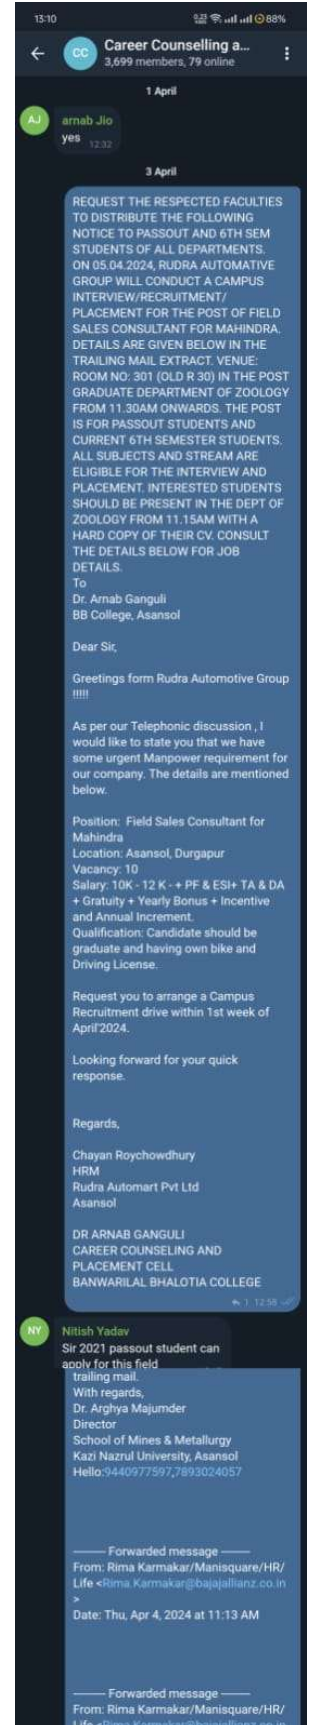 13:10
88%
CC
Career Counselling a...
3,699 members, 79 online
1 April
AJ
arnab Jio
yes 12:32
3 April
REQUEST THE RESPECTED FACULTIES
TO DISTRIBUTE THE FOLLOWING
NOTICE TO PASSOUT AND 6TH SEM
STUDENTS OF ALL DEPARTMENTS.
ON 05.04.2024, RUDRA AUTOMATIVE
GROUP WILL CONDUCT A CAMPUS
INTERVIEW/RECRUITMENT/
PLACEMENT FOR THE POST OF FIELD
SALES CONSULTANT FOR MAHINDRA.
DETAILS ARE GIVEN BELOW IN THE
TRAILING MAIL EXTRACT. VENUE:
ROOM NO: 301 (OLD R 30) IN THE POST
GRADUATE DEPARTMENT OF ZOOLOGY
FROM 11.30AM ONWARDS. THE POST
IS FOR PASSOUT STUDENTS AND
CURRENT 6TH SEMESTER STUDENTS.
ALL SUBJECTS AND STREAM ARE
ELIGIBLE FOR THE INTERVIEW AND
PLACEMENT. INTERESTED STUDENTS
SHOULD BE PRESENT IN THE DEPT OF
ZOOLOGY FROM 11.15AM WITH A
HARD COPY OF THEIR CV. CONSULT
THE DETAILS BELOW FOR JOB
DETAILS.
To
Dr. Arnab Ganguli
BB College, Asansol
Dear Sir,
Greetings form Rudra Automotive Group
!!!!!
As per our Telephonic discussion , I
would like to state you that we have
some urgent Manpower requirement for
our company. The details are mentioned
below.
Position: Field Sales Consultant for
Mahindra
Location: Asansol, Durgapur
Vacancy: 10
Salary: 10K - 12 K - + PF & ESI+ TA & DA
+ Gratuity + Yearly Bonus + Incentive
and Annual Increment.
Qualification: Candidate should be
graduate and having own bike and
Driving License.
Request you to arrange a Campus
Recruitment drive within 1st week of
April'2024.
Looking forward for your quick
response.
Regards,
Chayan Roychowdhury
HRM
Rudra Automart Pvt Ltd
Asansol
DR ARNAB GANGULI
CAREER COUNSELING AND
PLACEMENT CELL
BANWARILAL BHALOTIA COLLEGE
1 12:58
NY
Nitish Yadav
Sir 2021 passout student can
apply for this field
trailing mail.
With regards,
Dr. Arghya Majumder
Director
School of Mines & Metallurgy
Kazi Nazrul University, Asansol
Hello:9440977597,7893024057
-------- Forwarded message --------
From: Rima Karmakar/Manisquare/HR/
Life <Rima.Karmakar@bajajallianz.co.in
>
Date: Thu, Apr 4, 2024 at 11:13 AM
-------- Forwarded message --------
From: Rima Karmakar/Manisquare/HR/